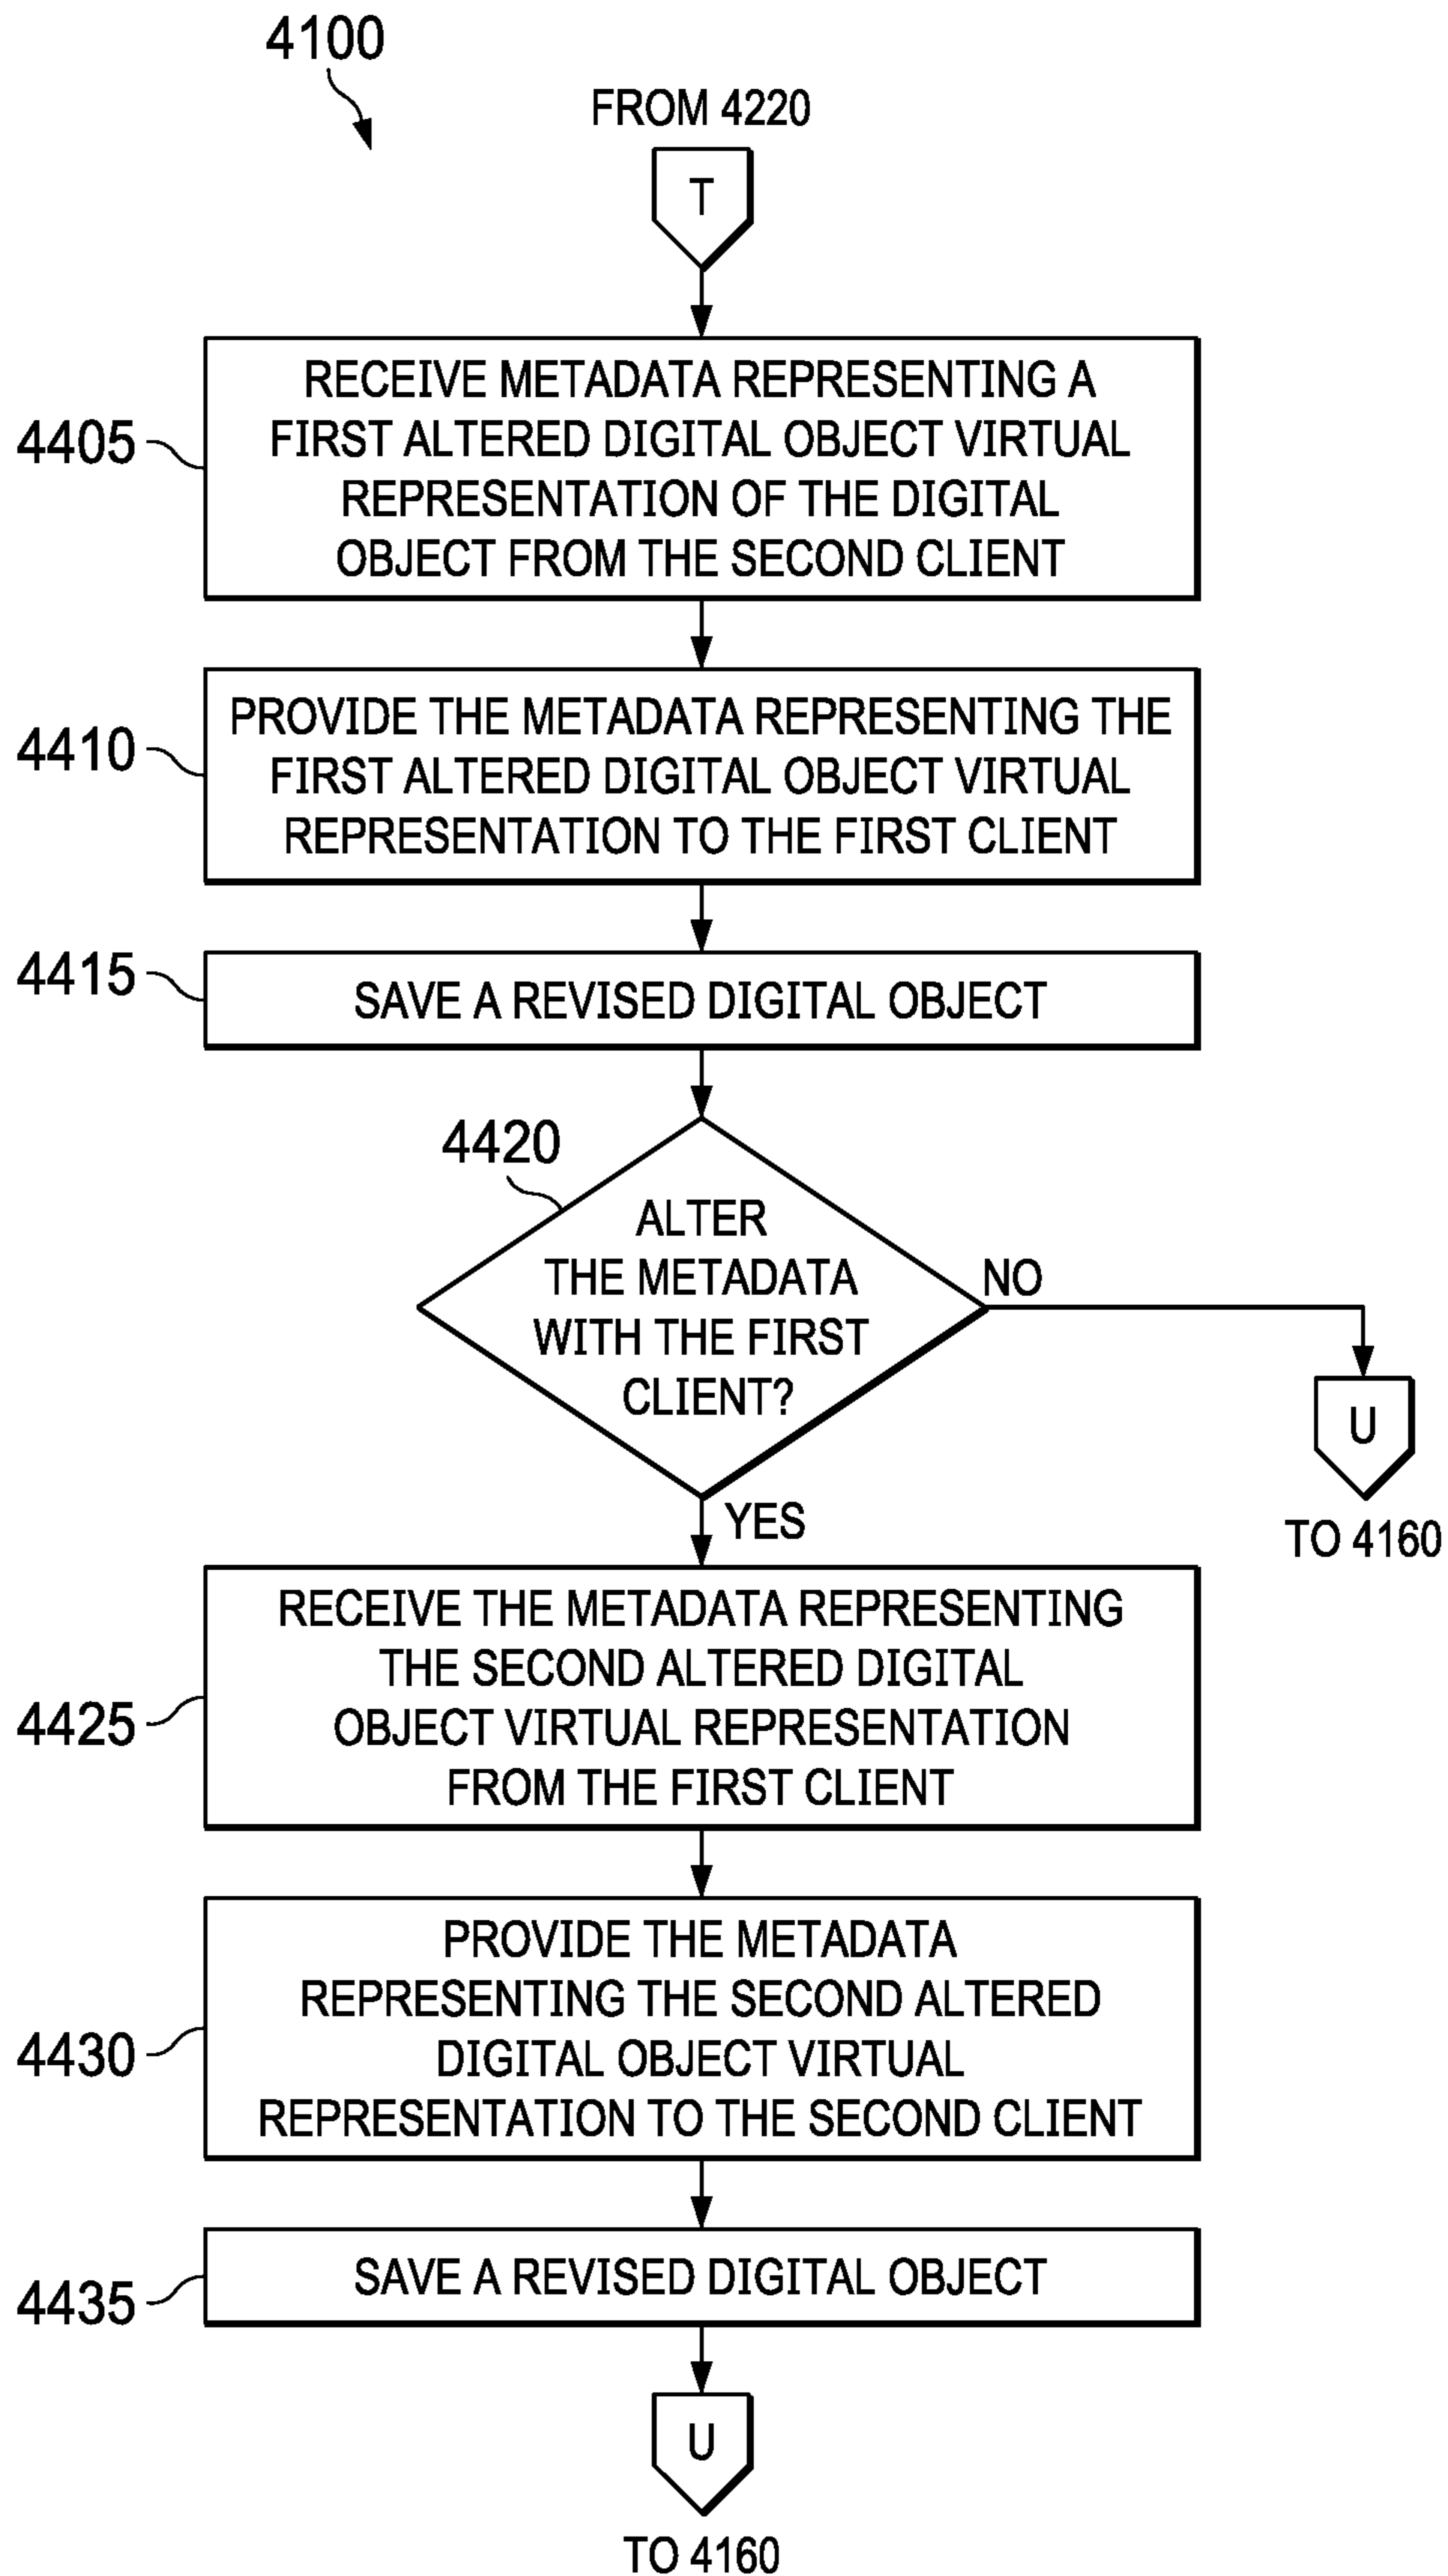 4100
FROM 4220
T
4405
RECEIVE METADATA REPRESENTING A
FIRST ALTERED DIGITAL OBJECT VIRTUAL
REPRESENTATION OF THE DIGITAL
OBJECT FROM THE SECOND CLIENT
4410
PROVIDE THE METADATA REPRESENTING THE
FIRST ALTERED DIGITAL OBJECT VIRTUAL
REPRESENTATION TO THE FIRST CLIENT
4415
SAVE A REVISED DIGITAL OBJECT
4420
ALTER
THE METADATA
WITH THE FIRST
CLIENT?
NO
U
TO 4160
YES
4425
RECEIVE THE METADATA REPRESENTING
THE SECOND ALTERED DIGITAL
OBJECT VIRTUAL REPRESENTATION
FROM THE FIRST CLIENT
4430
PROVIDE THE METADATA
REPRESENTING THE SECOND ALTERED
DIGITAL OBJECT VIRTUAL
REPRESENTATION TO THE SECOND CLIENT
4435
SAVE A REVISED DIGITAL OBJECT
U
TO 4160